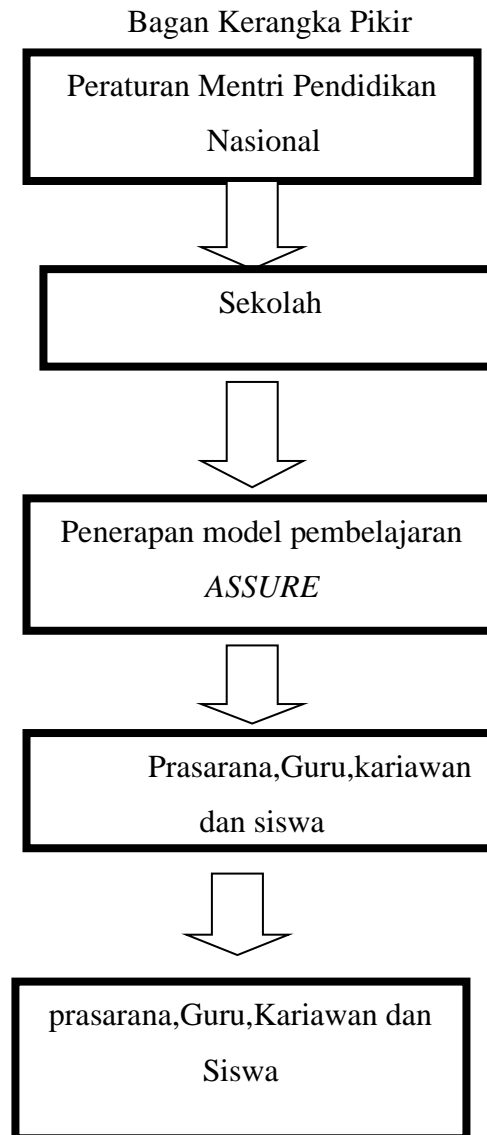 Bagan Kerangka Pikir
Peraturan Mentri Pendidikan
Nasional
Sekolah
Penerapan model pembelajaran
ASSURE
Prasarana,Guru,kariawan
dan siswa
prasarana,Guru,Kariawan dan
Siswa